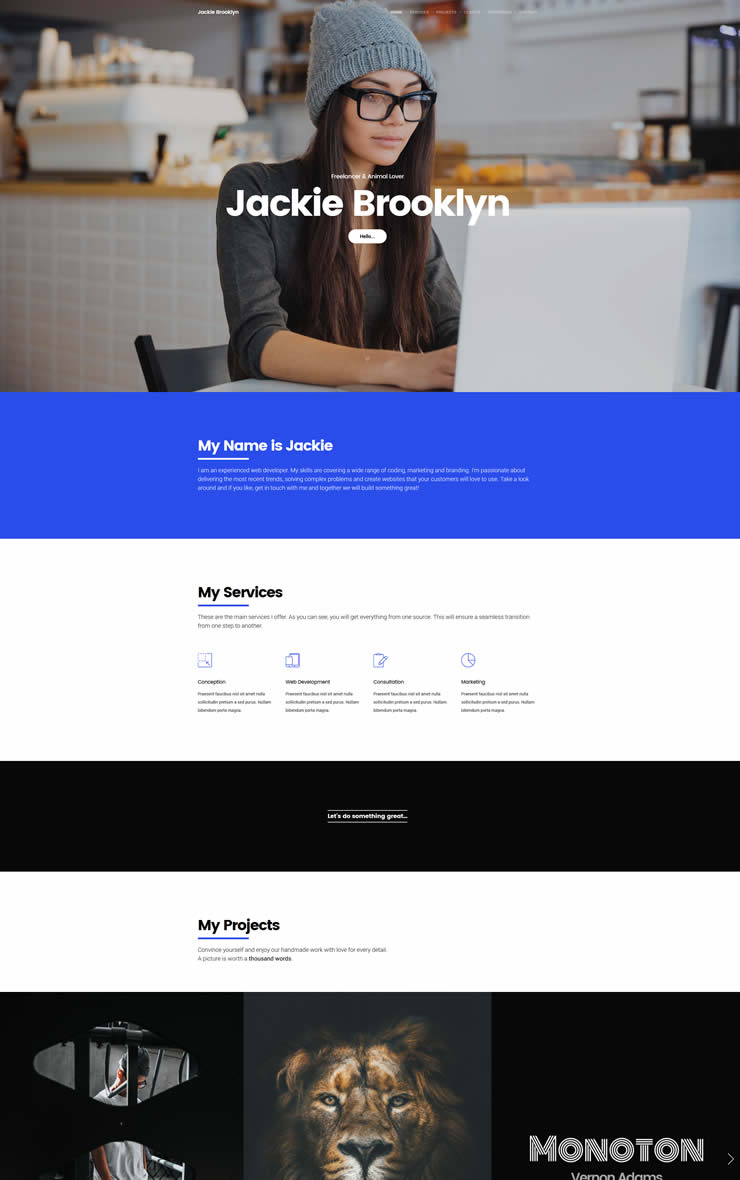 Jackie Brooklyn
HOME SERVICES PROJECTS
Freelancer & Animal Lover
Jackie Brooklyn
Hello...
My Name is Jackie
I am an experienced web developer. My skills are covering a wide range of coding, marketing and branding. I'm passionate about
delivering the most recent trends, solving complex problems and create websites that your customers will love to use. Take a look
around and if you like, get in touch with me and together we will build something great!
My Services
These are the main services I offer. As you can see, you will get everything from one source. This will ensure a seamless transition
from one step to another.
Conception
Praesent faucibus nisl sit amet nulla
sollicitudin pretium a sed purus. Nullam
bibendum porta magna.
Web Development
Praesent faucibus nisl sit amet nulla
sollicitudin pretium a sed purus. Nullam
bibendum porta magna.
Consultation
Praesent faucibus nisl sit amet nulla
sollicitudin pretium a sed purus. Nullam
bibendum porta magna.
Marketing
Praesent faucibus nisl sit amet nulla
sollicitudin pretium a sed purus. Nullam
bibendum porta magna.
Let's do something great...
My Projects
Convince yourself and enjoy our handmade work with love for every detail.
A picture is worth a thousand words.
MONOTON
Vernon Adams